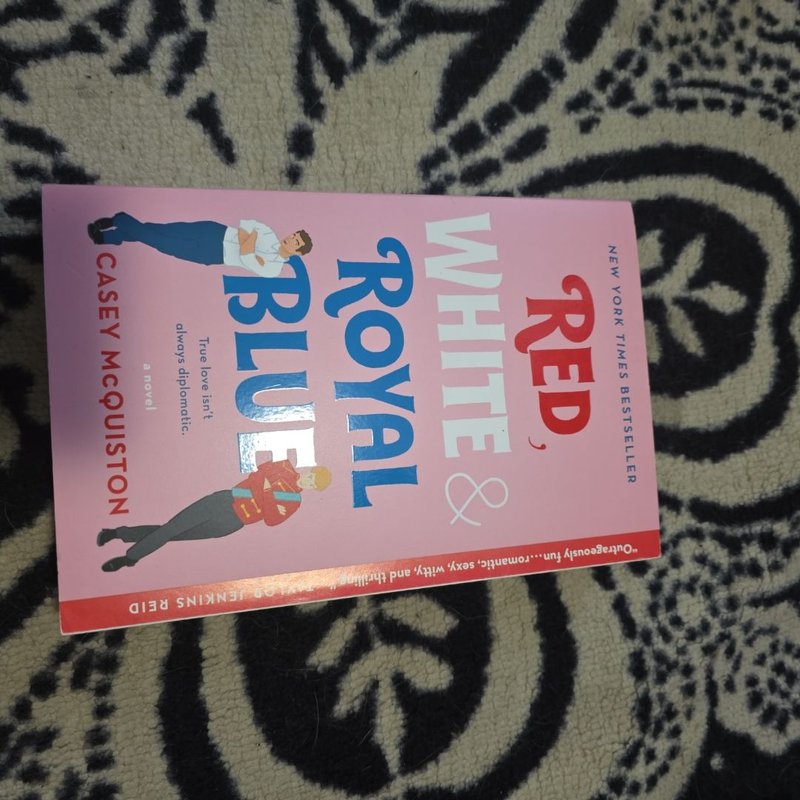 NEW YORK TIMES BESTSELLER
RED,
WHITE &
ROYAL
BLUE
True love isn't
always diplomatic.
a novel
CASEY McQUISTON
"Outrageously fun....romantic, sexy, witty, and thrilling." —TAYLOR JENKINS REID